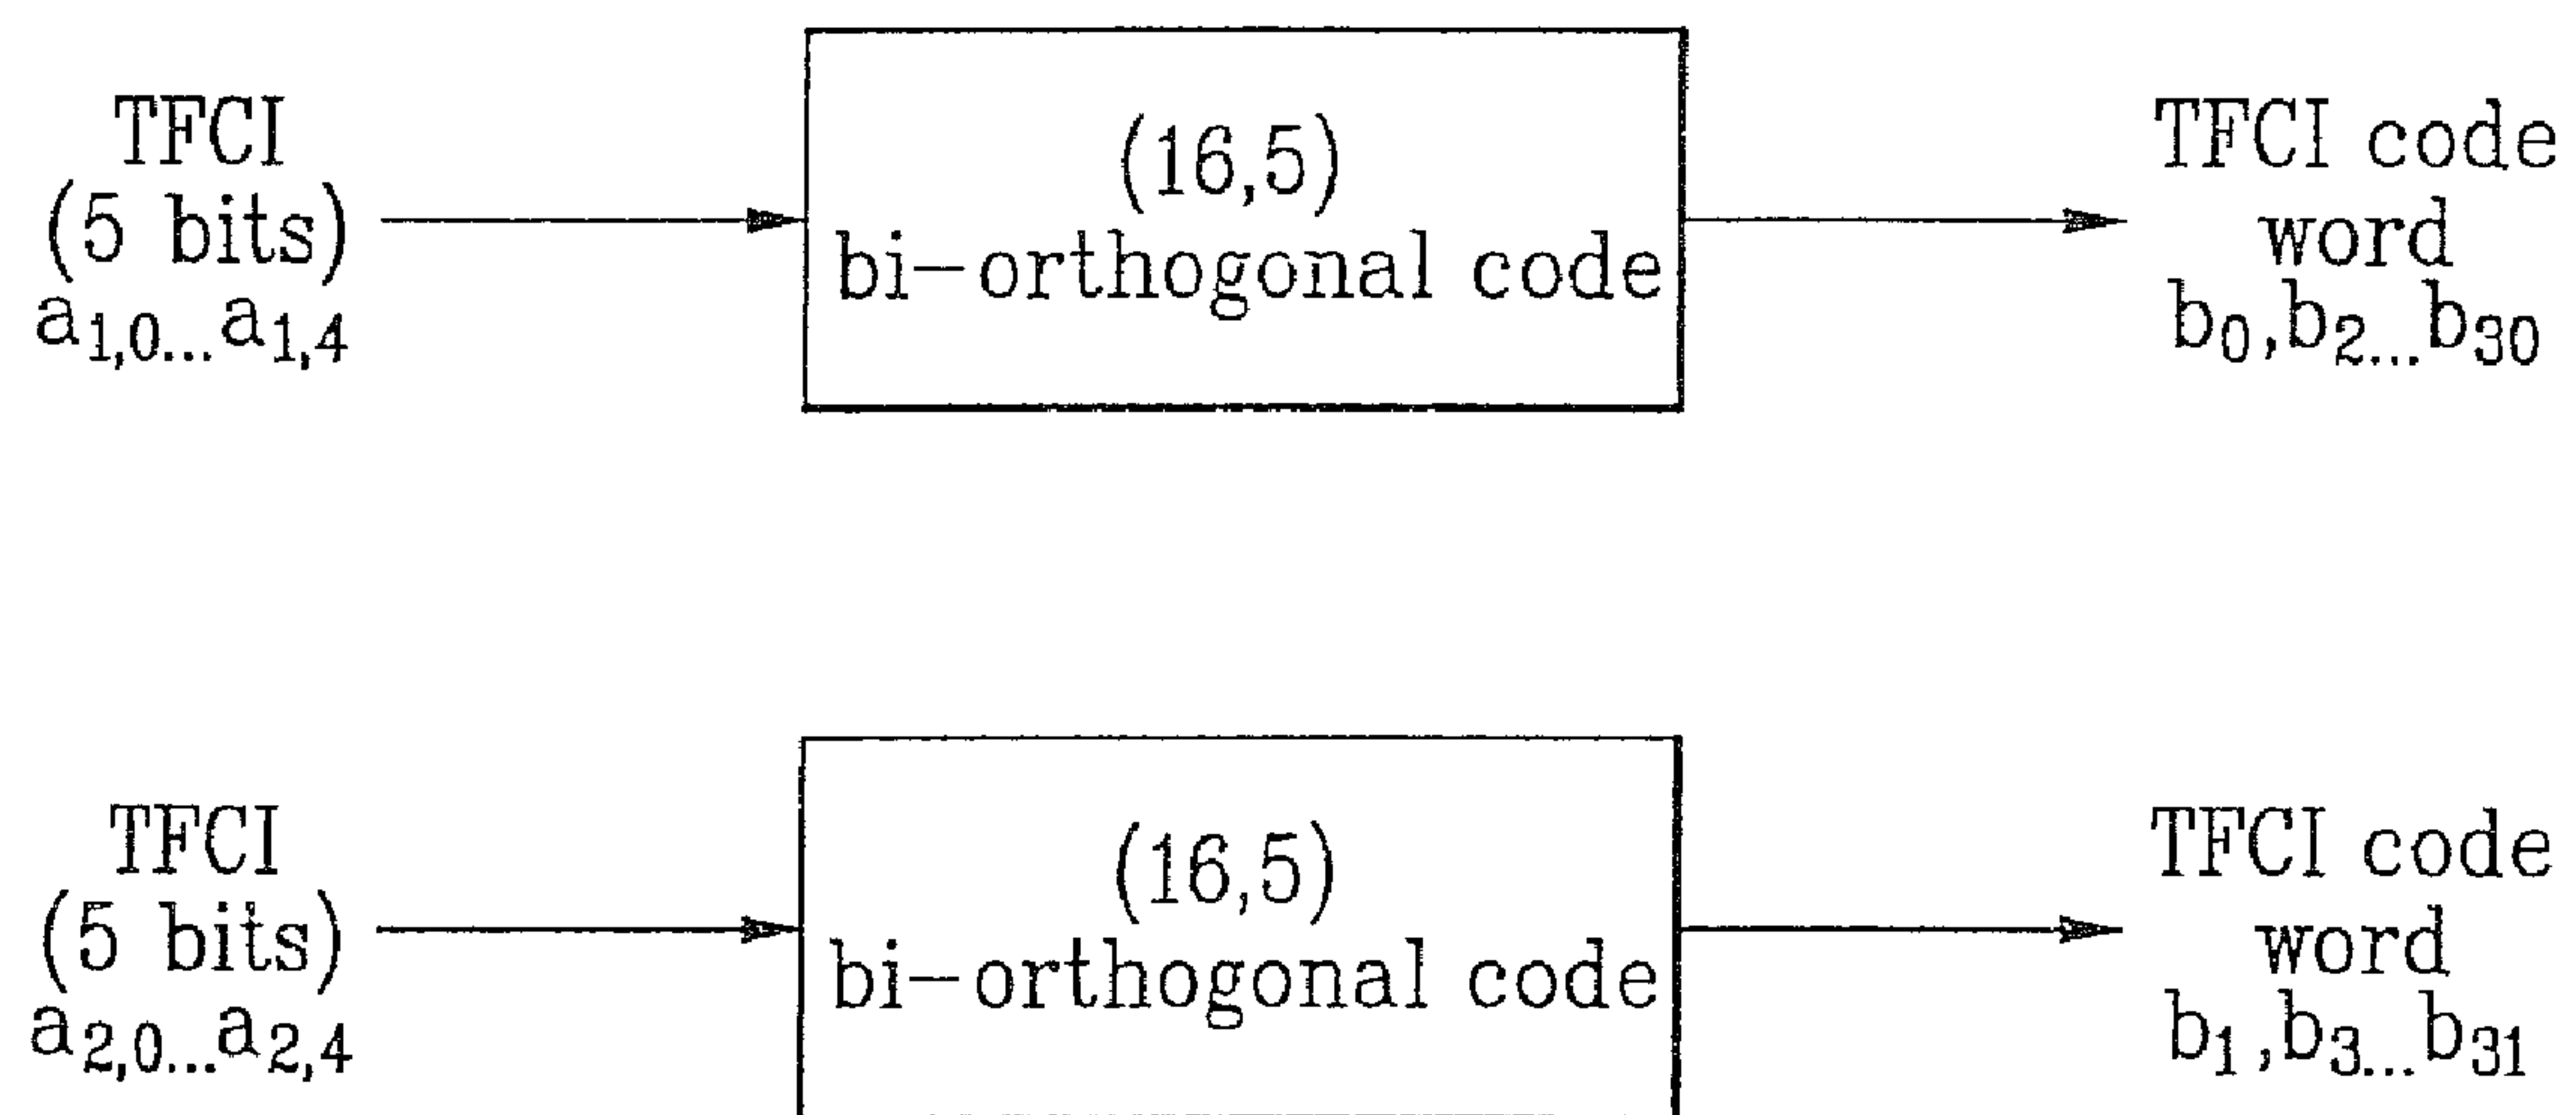 TFCI
(5 bits)
a1,0...a1,4
(16,5)
bi-orthogonal code
TFCI code
word
b0,b2...b30
TFCI
(5 bits)
a2,0...a2,4
(16,5)
bi-orthogonal code
TFCI code
word
b1,b3...b31